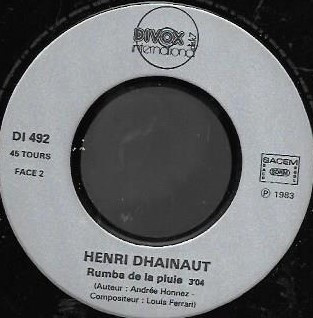 DIVOX
international
DI 492
45 TOURS
FACE 2
SACEM
℗ 1983
HENRI DHAINAUT
Rumba de la pluie 3'04
(Auteur : Andrée Honnez -
Compositeur : Louis Ferrari)